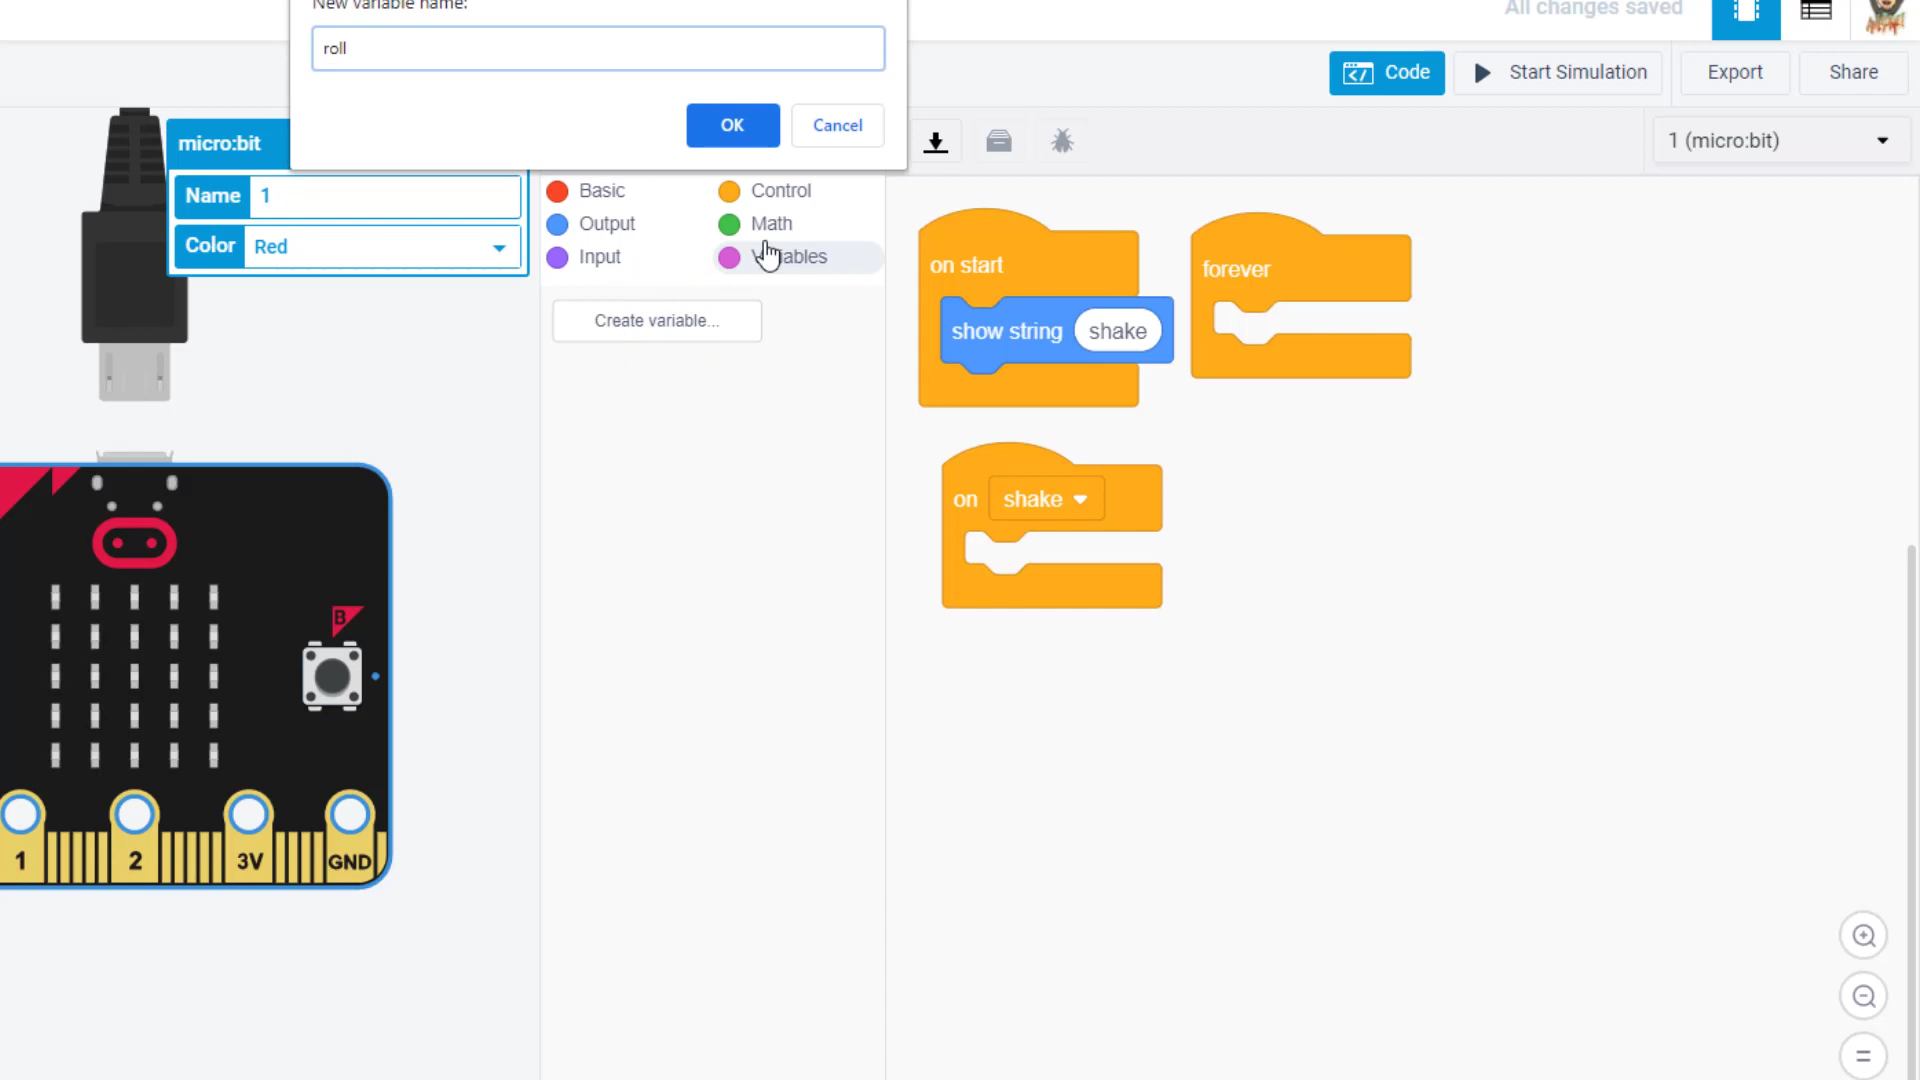 New variable name:
roll
OK
Cancel
All changes saved
Code
Start Simulation
Export
Share
1 (micro:bit)
micro:bit
Name
1
Color
Red
Basic
Control
Output
Math
Input
Variables
Create variable...
on start
show string
shake
forever
on
shake
B
1
2
3V
GND